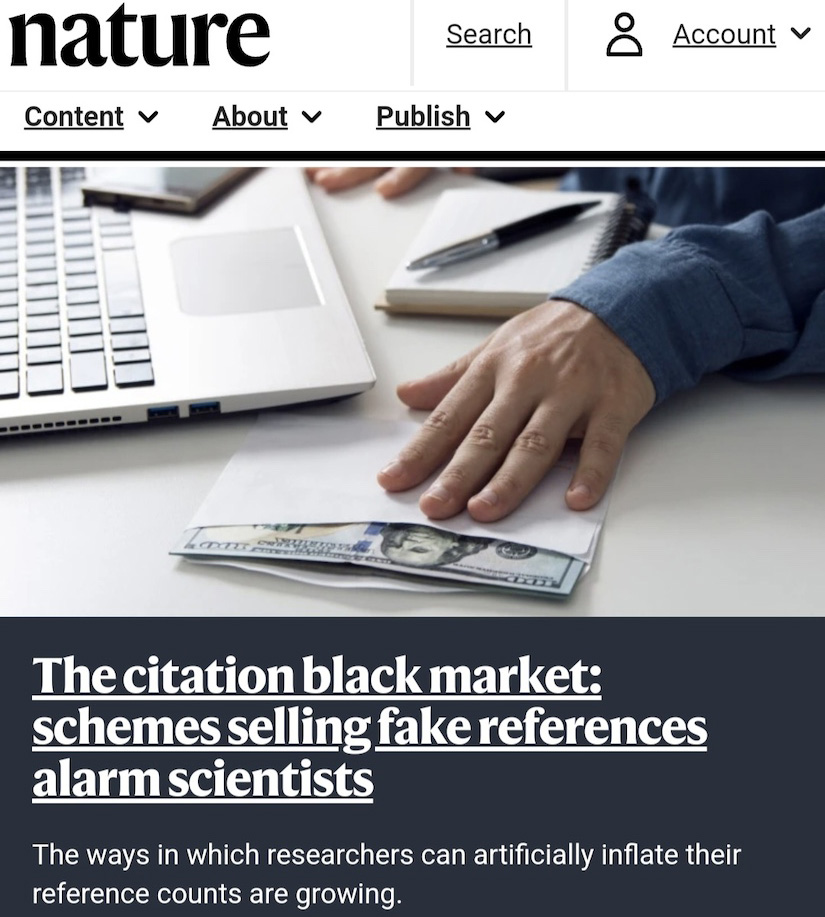 nature
Search
Account
Content
About
Publish
The citation black market:
schemes selling fake references
alarm scientists
The ways in which researchers can artificially inflate their
reference counts are growing.